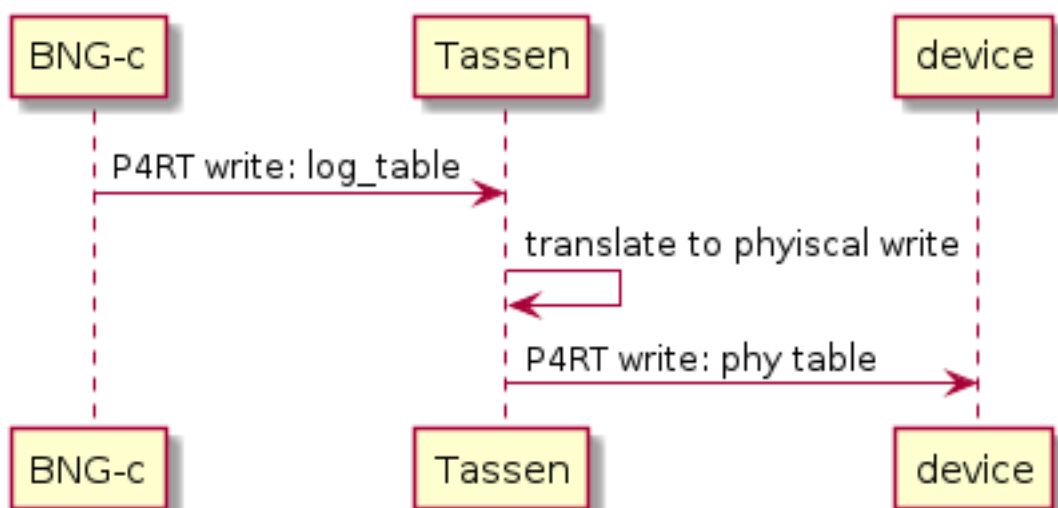 BNG-c Tassen device
P4RT write: log_table
translate to phyiscal write
P4RT write: phy table
BNG-c Tassen device